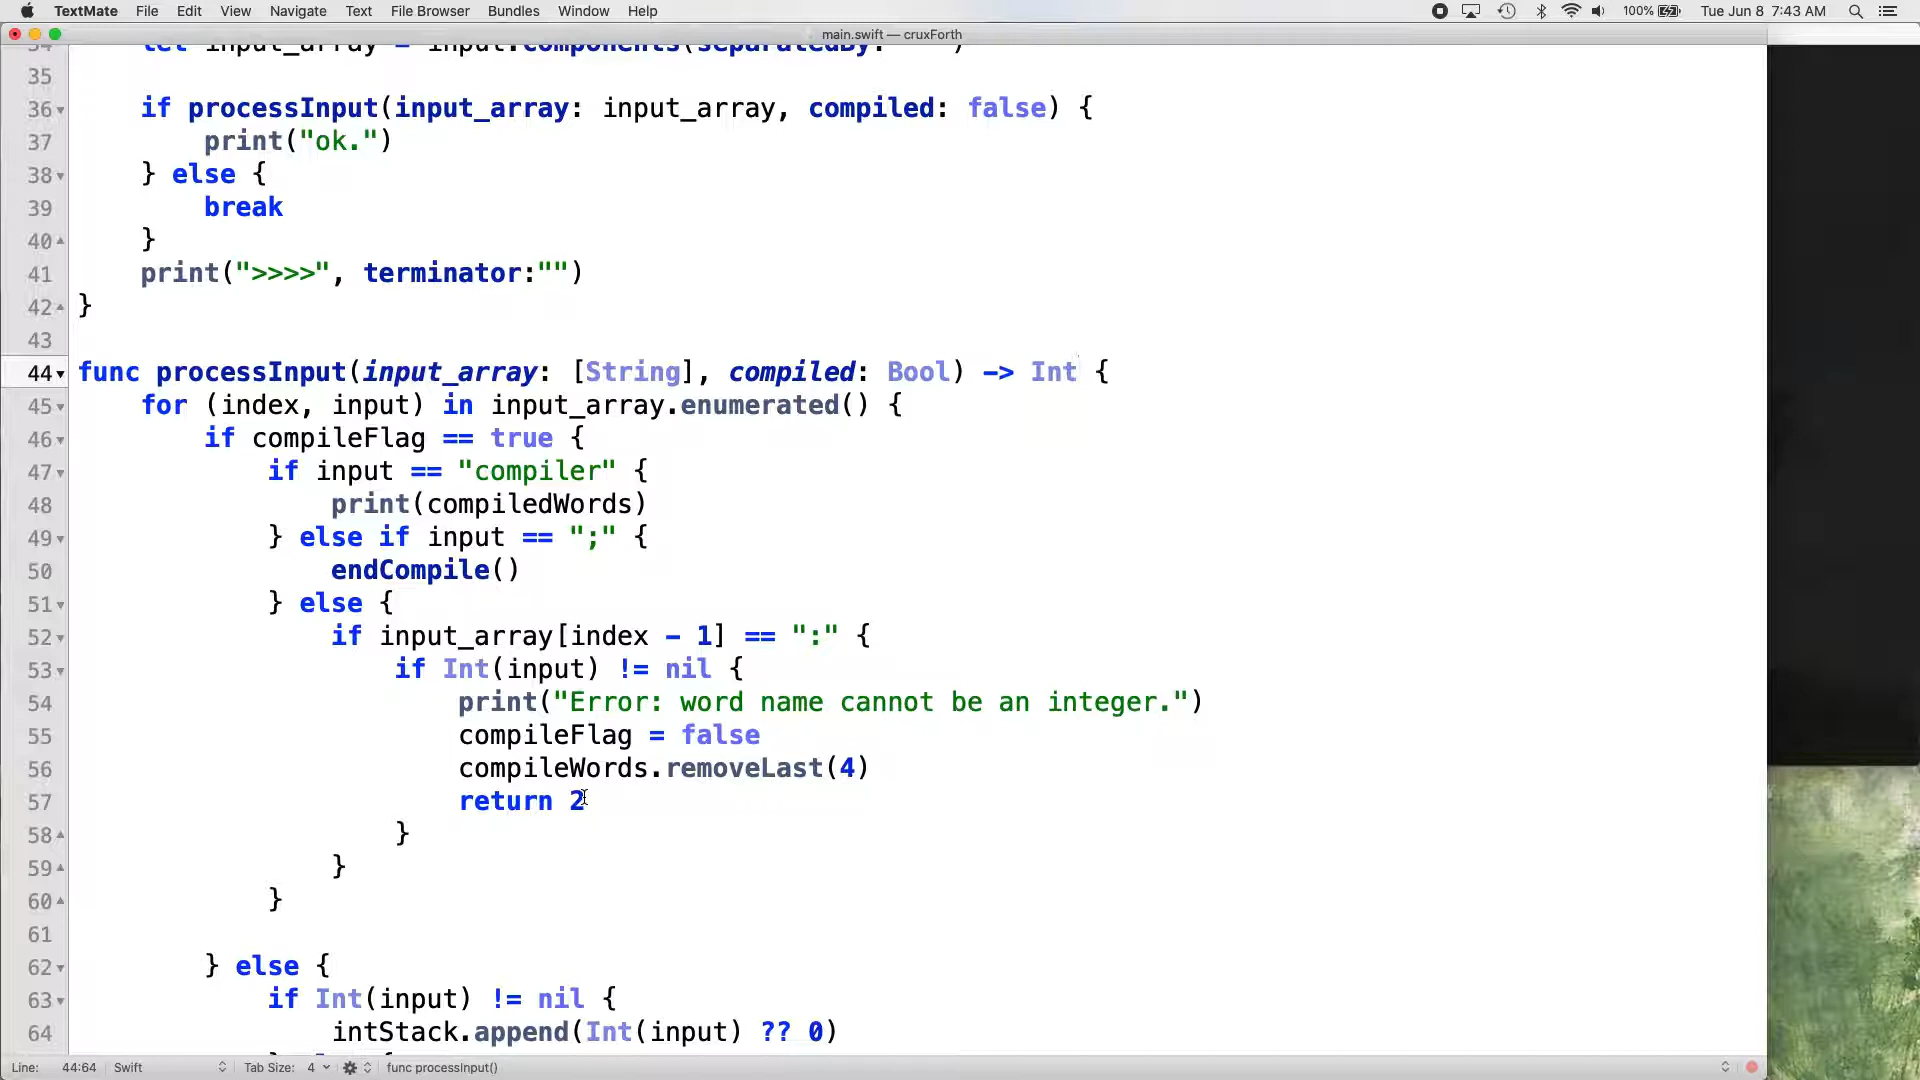 TextMate File Edit View Navigate Text File Browser Bundles Window Help 100% Tue Jun 8 7:43 AM
main.swift — cruxForth
34 let input_array = input.components(separatedBy: " ")
35
36 if processInput(input_array: input_array, compiled: false) {
37 print("ok.")
38 } else {
39 break
40 }
41 print(">>>>", terminator:"")
42 }
43
44 func processInput(input_array: [String], compiled: Bool) -> Int {
45 for (index, input) in input_array.enumerated() {
46 if compileFlag == true {
47 if input == "compiler" {
48 print(compiledWords)
49 } else if input == ";" {
50 endCompile()
51 } else {
52 if input_array[index - 1] == ":" {
53 if Int(input) != nil {
54 print("Error: word name cannot be an integer.")
55 compileFlag = false
56 compileWords.removeLast(4)
57 return 2
58 }
59 }
60 }
61
62 } else {
63 if Int(input) != nil {
64 intStack.append(Int(input) ?? 0)
Line: 44:64 Swift Tab Size: 4 func processInput()